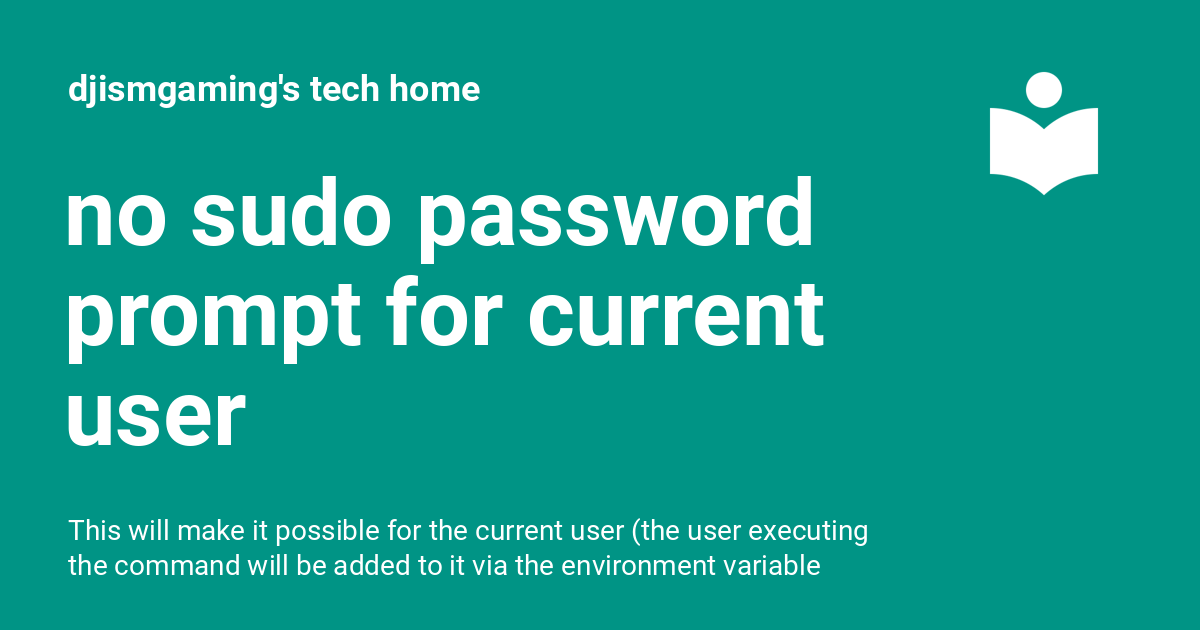 djismgaming's tech home
no sudo password
prompt for current
user
This will make it possible for the current user (the user executing
the command will be added to it via the environment variable